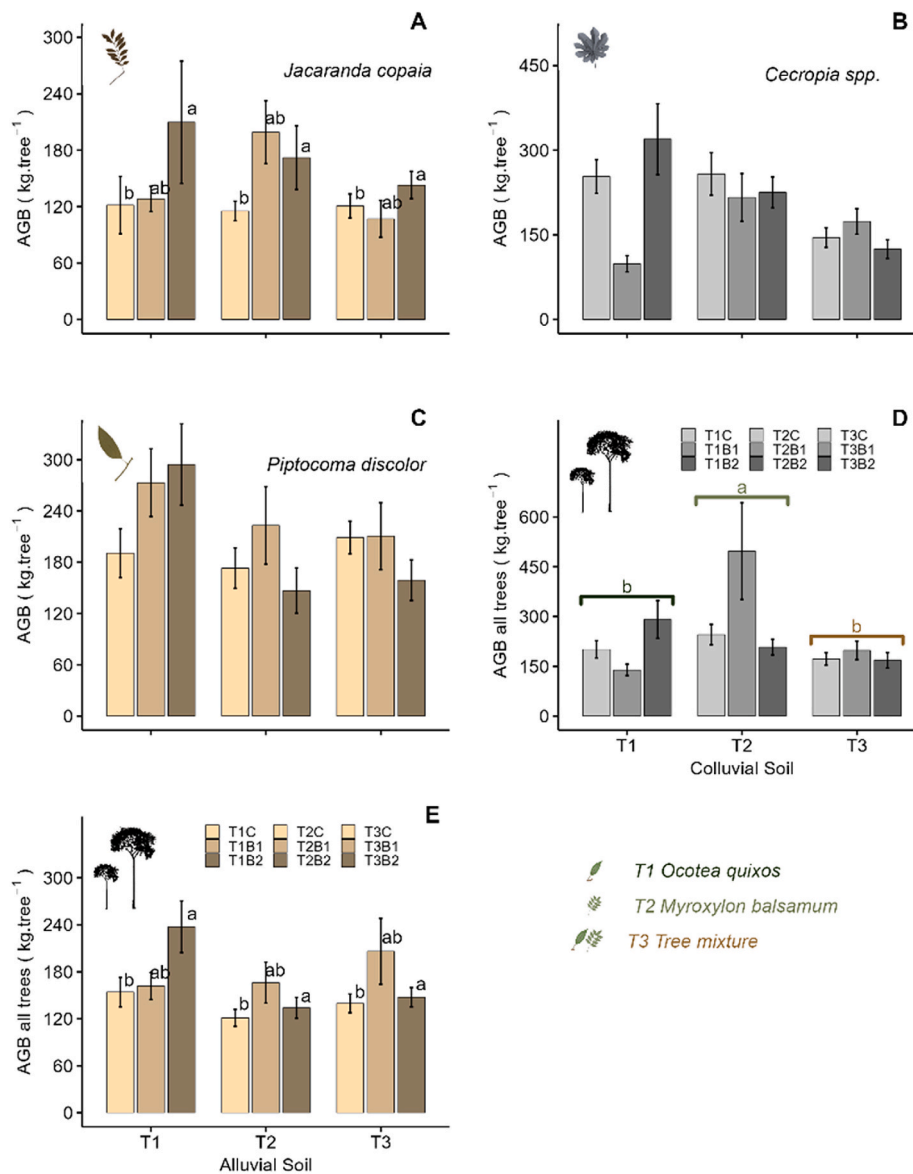 A
Jacaranda copaia
AGB ( kg.tree⁻¹ )
300
240
180
120
60
0
b
ab
a
b
ab
a
b
ab
a
B
Cecropia spp.
AGB ( kg.tree⁻¹ )
450
300
150
0
C
Piptocoma discolor
AGB ( kg.tree⁻¹ )
300
240
180
120
60
0
D
T1C T2C T3C
T1B1 T2B1 T3B1
T1B2 T2B2 T3B2
AGB all trees ( kg.tree⁻¹ )
600
450
300
150
0
b
a
b
T1 T2 T3
Colluvial Soil
E
T1C T2C T3C
T1B1 T2B1 T3B1
T1B2 T2B2 T3B2
AGB all trees ( kg.tree⁻¹ )
300
240
180
120
60
0
b
ab
a
b
ab
a
b
ab
a
T1 T2 T3
Alluvial Soil
T1 Ocotea quixos
T2 Myroxylon balsamum
T3 Tree mixture